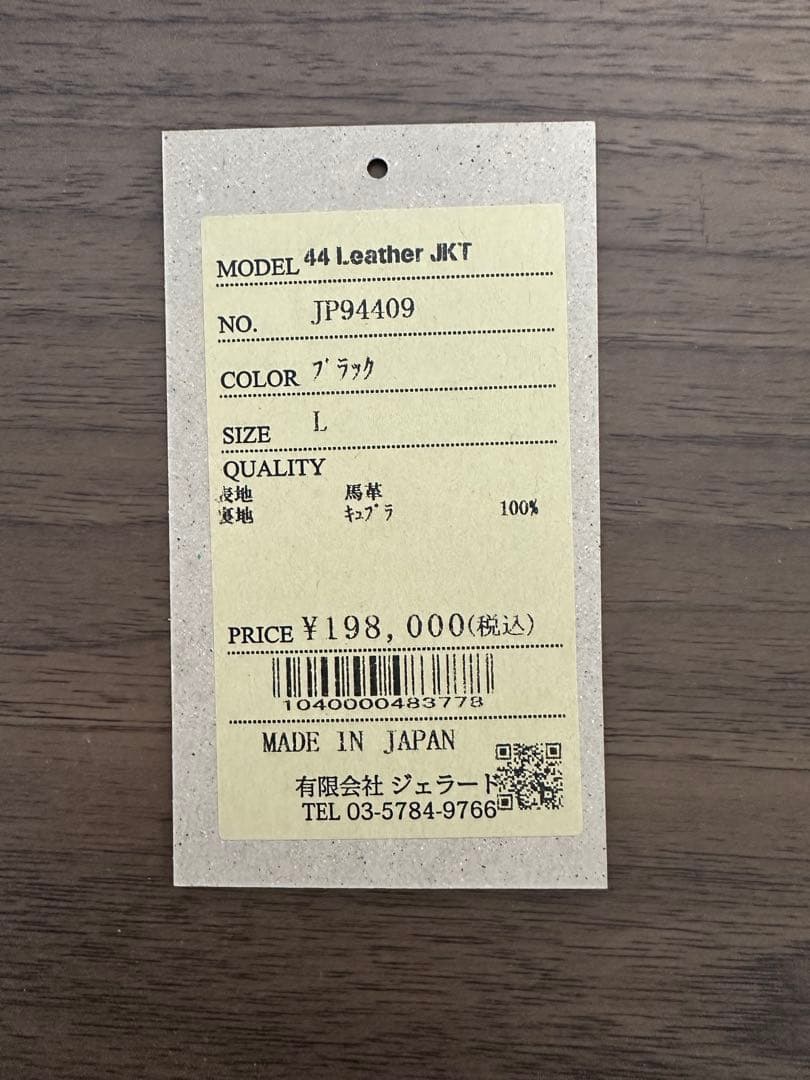 MODEL 44 Leather JKT
NO. JP94409
COLOR ﾌﾞﾗｯｸ
SIZE L
QUALITY
表地 馬革
裏地 ｷｭﾌﾟﾗ 100%
PRICE ¥198,000(税込)
1040000483778
MADE IN JAPAN
有限会社 ジェラード
TEL 03-5784-9766